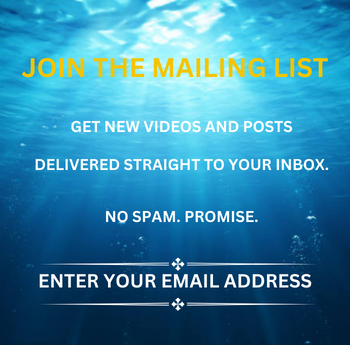 JOIN THE MAILING LIST
GET NEW VIDEOS AND POSTS
DELIVERED STRAIGHT TO YOUR INBOX.
NO SPAM. PROMISE.
ENTER YOUR EMAIL ADDRESS